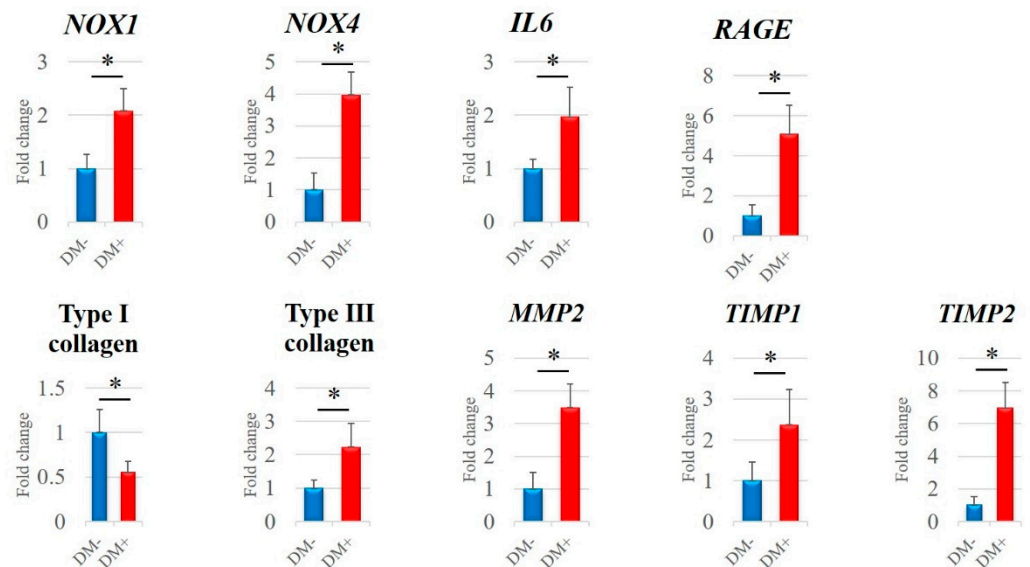 NOX1
NOX4
IL6
RAGE
*
*
*
*
Fold change
3
2
1
0
DM-
DM+
Fold change
5
4
3
2
1
0
DM-
DM+
Fold change
3
2
1
0
DM-
DM+
Fold change
8
6
4
2
0
DM-
DM+
Type I
collagen
Type III
collagen
MMP2
TIMP1
TIMP2
*
*
*
*
*
Fold change
1.5
1
0.5
0
DM-
DM+
Fold change
4
3
2
1
0
DM-
DM+
Fold change
5
4
3
2
1
0
DM-
DM+
Fold change
4
3
2
1
0
DM-
DM+
Fold change
10
8
6
4
2
0
DM-
DM+